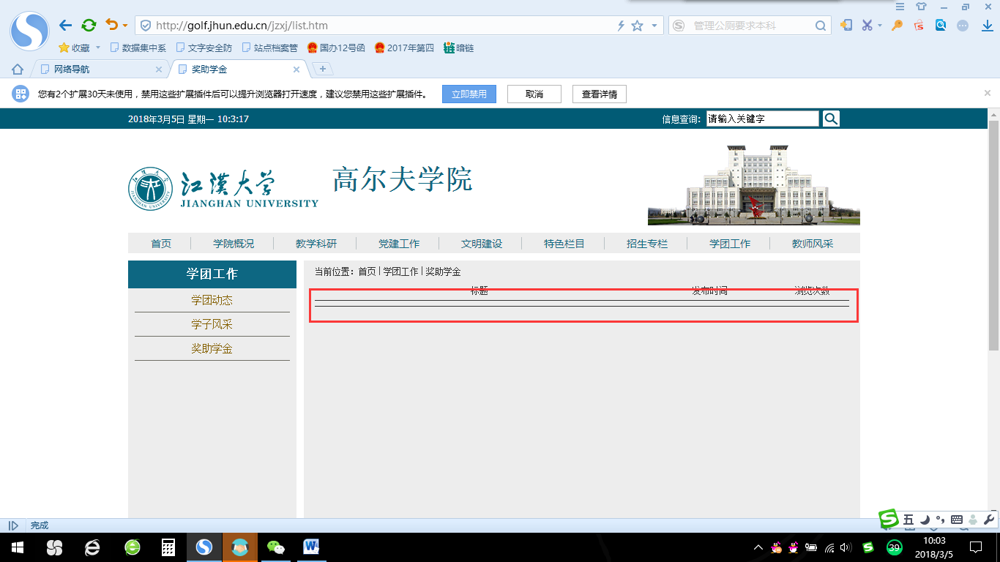 http://golf.jhun.edu.cn/jzxj/list.htm
管理公厕要求本科
收藏
数据集中系
文字安全防
站点档案管
国办12号函
2017年第四
暗链
网络导航
奖助学金
您有2个扩展30天未使用，禁用这些扩展插件后可以提升浏览器打开速度，建议您禁用这些扩展插件。
立即禁用
取消
查看详情
2018年3月5日 星期一 10:3:17
信息查询:
请输入关键字
江漢大学
JIANGHAN UNIVERSITY
高尔夫学院
首页
学院概况
教学科研
党建工作
文明建设
特色栏目
招生专栏
学团工作
教师风采
学团工作
学团动态
学子风采
奖助学金
当前位置：首页 | 学团工作 | 奖助学金
标题
发布时间
浏览次数
完成
五
39
10:03
2018/3/5